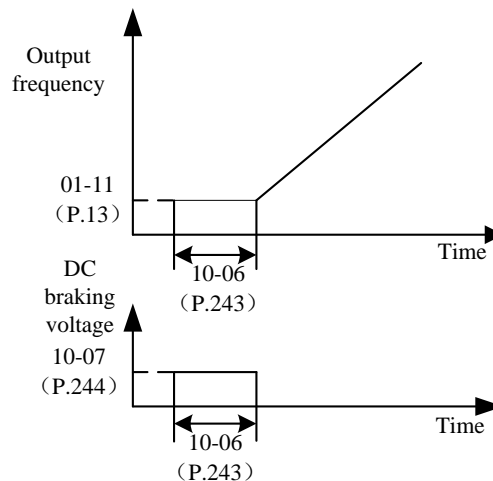 Output
frequency
01-11
（P.13）
Time
10-06
（P.243）
DC
braking
voltage
10-07
（P.244）
Time
10-06
（P.243）